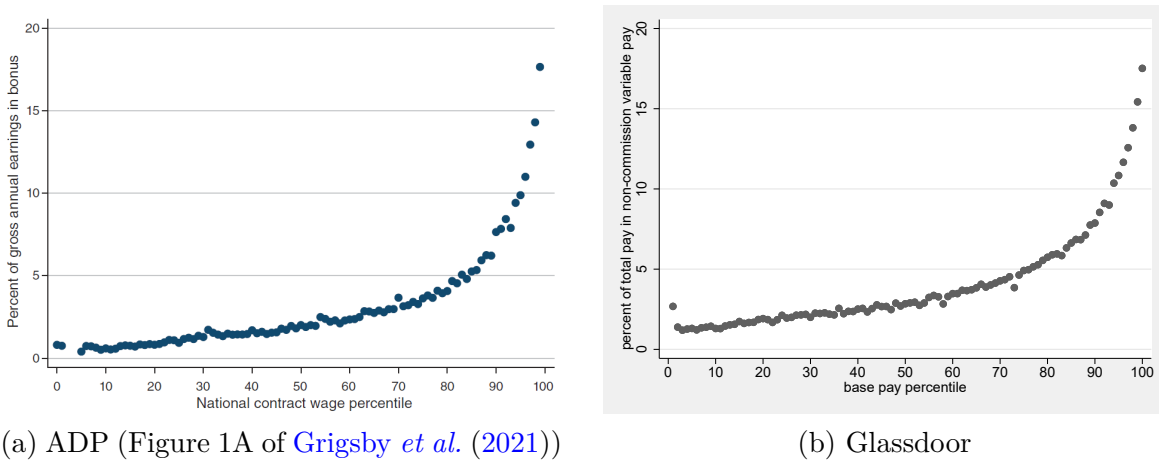 Percent of gross annual earnings in bonus
20
15
10
5
0
0 10 20 30 40 50 60 70 80 90 100
National contract wage percentile
(a) ADP (Figure 1A of Grigsby et al. (2021))
percent of total pay in non-commission variable pay
20
15
10
5
0
0 10 20 30 40 50 60 70 80 90 100
base pay percentile
(b) Glassdoor